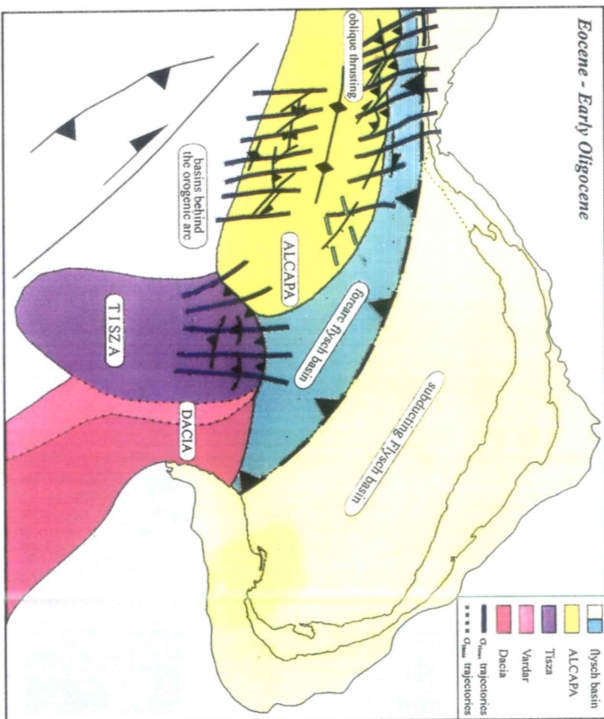 Eocene - Early Oligocene
oblique thrusting
basins behind
the orogenic arc
ALCAPA
forearc flysch basin
subducting Flysch basin
TISZA
DACIA
flysch basin
ALCAPA
Tisza
Vardar
Dacia
trajectories
trajectories